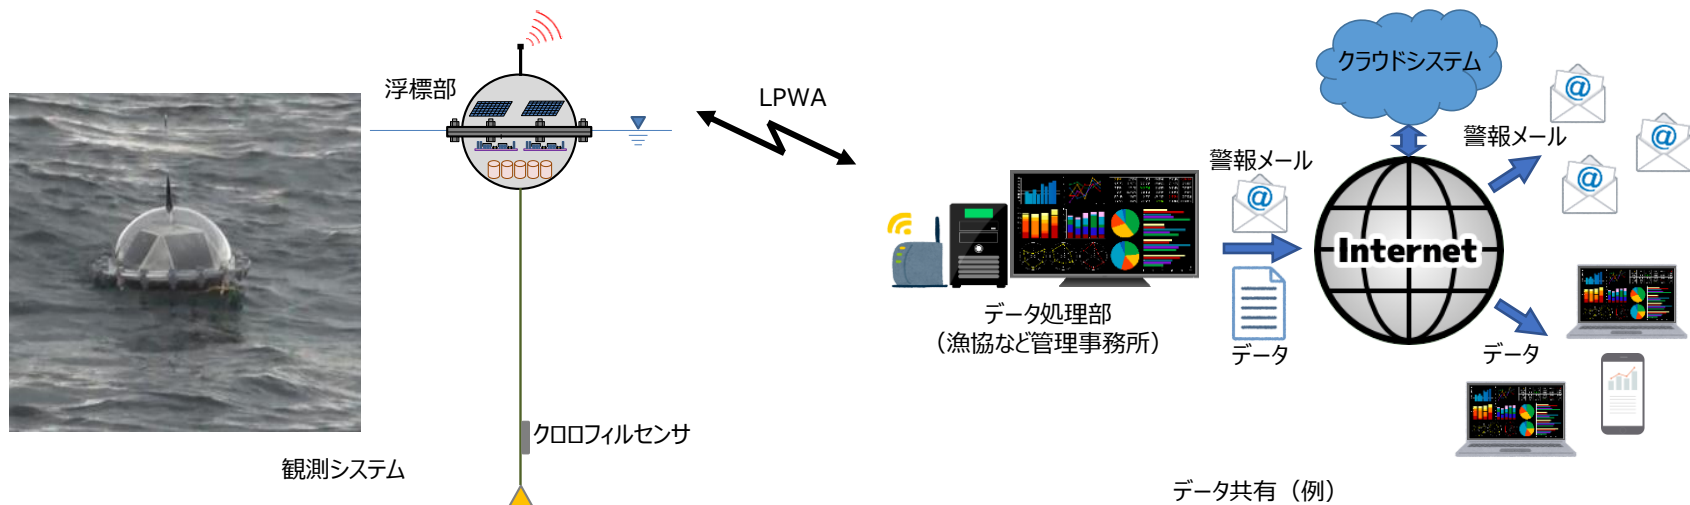 浮標部
LPWA
クロロフィルセンサ
観測システム
データ処理部
（漁協など管理事務所）
警報メール
@
データ
クラウドシステム
Internet
警報メール
@
@
@
データ
データ共有（例）